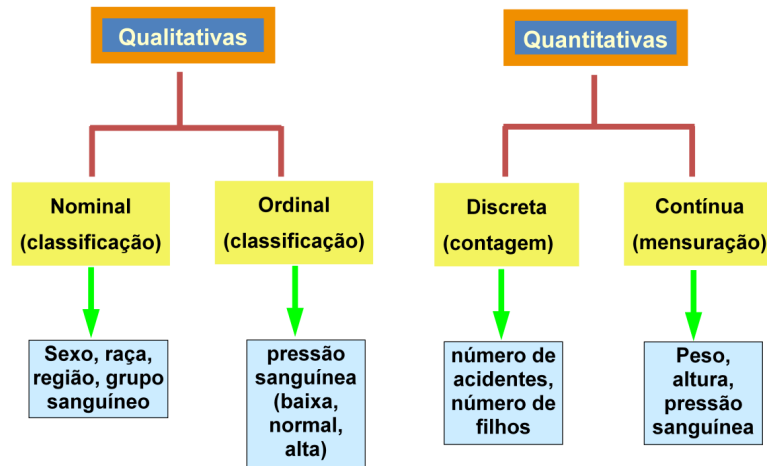 Qualitativas
Quantitativas
Nominal
(classificação)
Ordinal
(classificação)
Discreta
(contagem)
Contínua
(mensuração)
Sexo, raça,
região, grupo
sanguíneo
pressão
sanguínea
(baixa,
normal,
alta)
número de
acidentes,
número de
filhos
Peso,
altura,
pressão
sanguínea